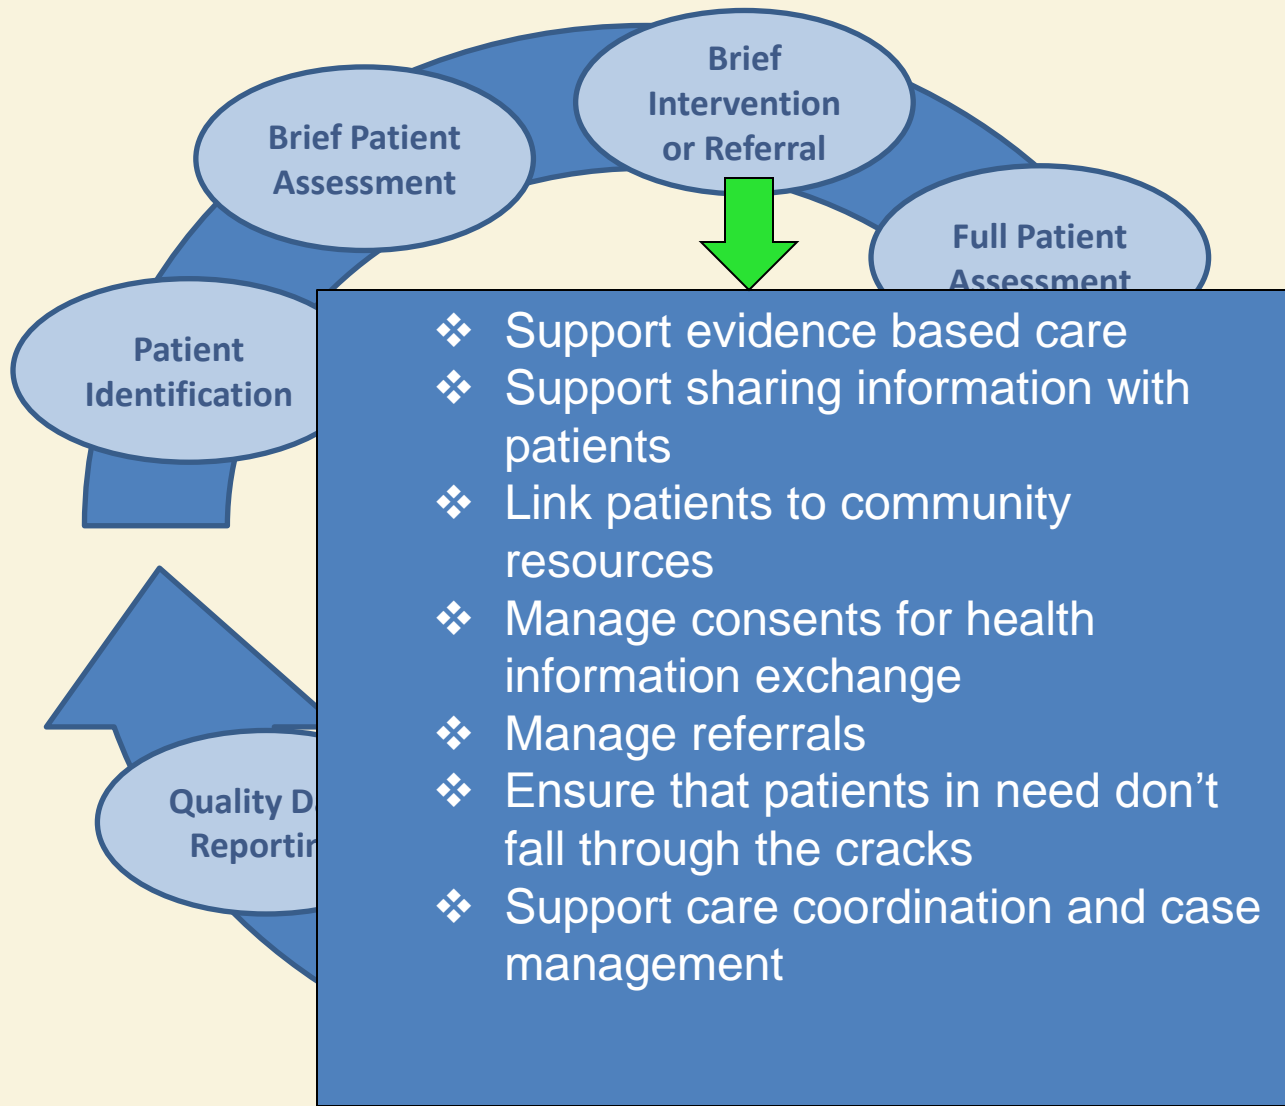 Brief
Intervention
or Referral
Brief Patient
Assessment
Full Patient
Assessment
Patient
Identification
❖ Support evidence based care
❖ Support sharing information with
patients
❖ Link patients to community
resources
❖ Manage consents for health
information exchange
❖ Manage referrals
❖ Ensure that patients in need don’t
fall through the cracks
❖ Support care coordination and case
management
Quality